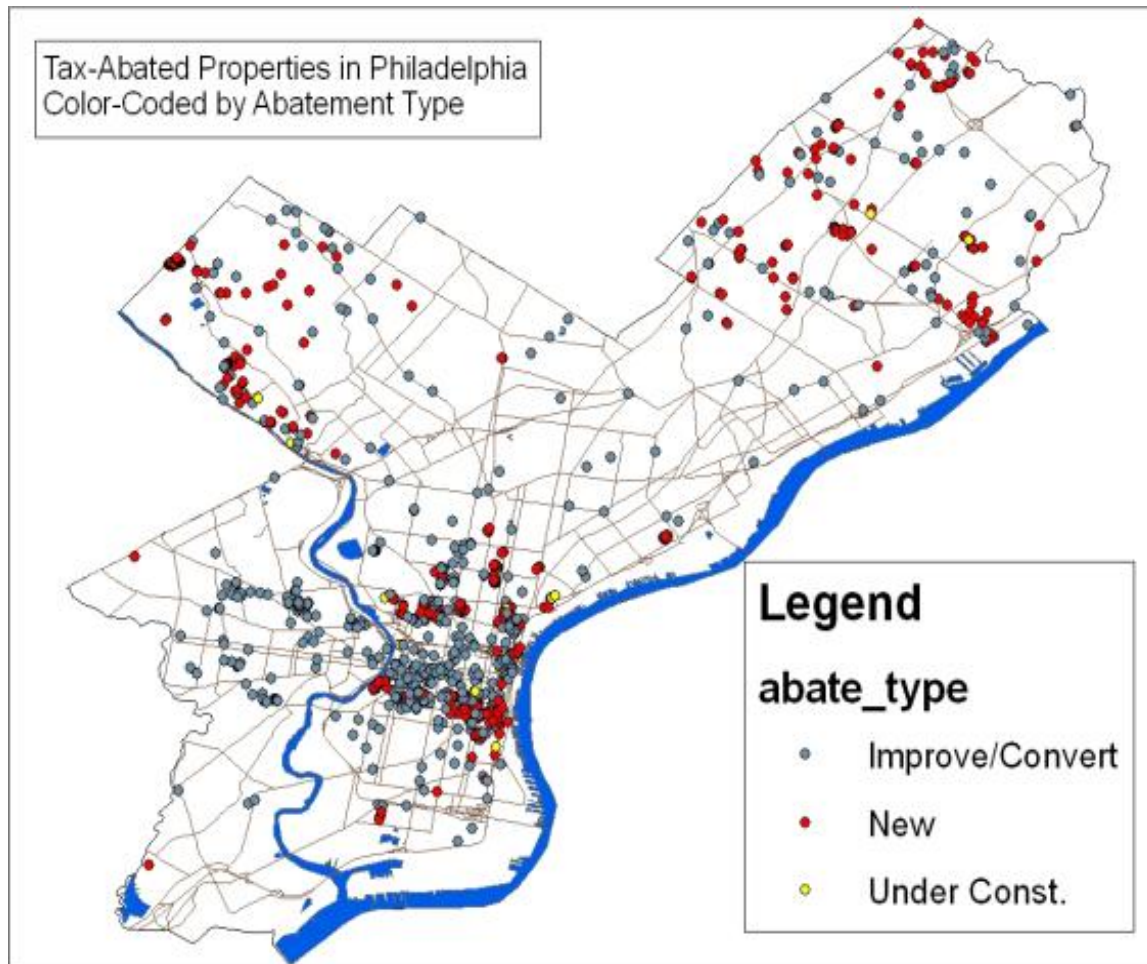 Tax-Abated Properties in Philadelphia
Color-Coded by Abatement Type
Legend
abate_type
Improve/Convert
New
Under Const.